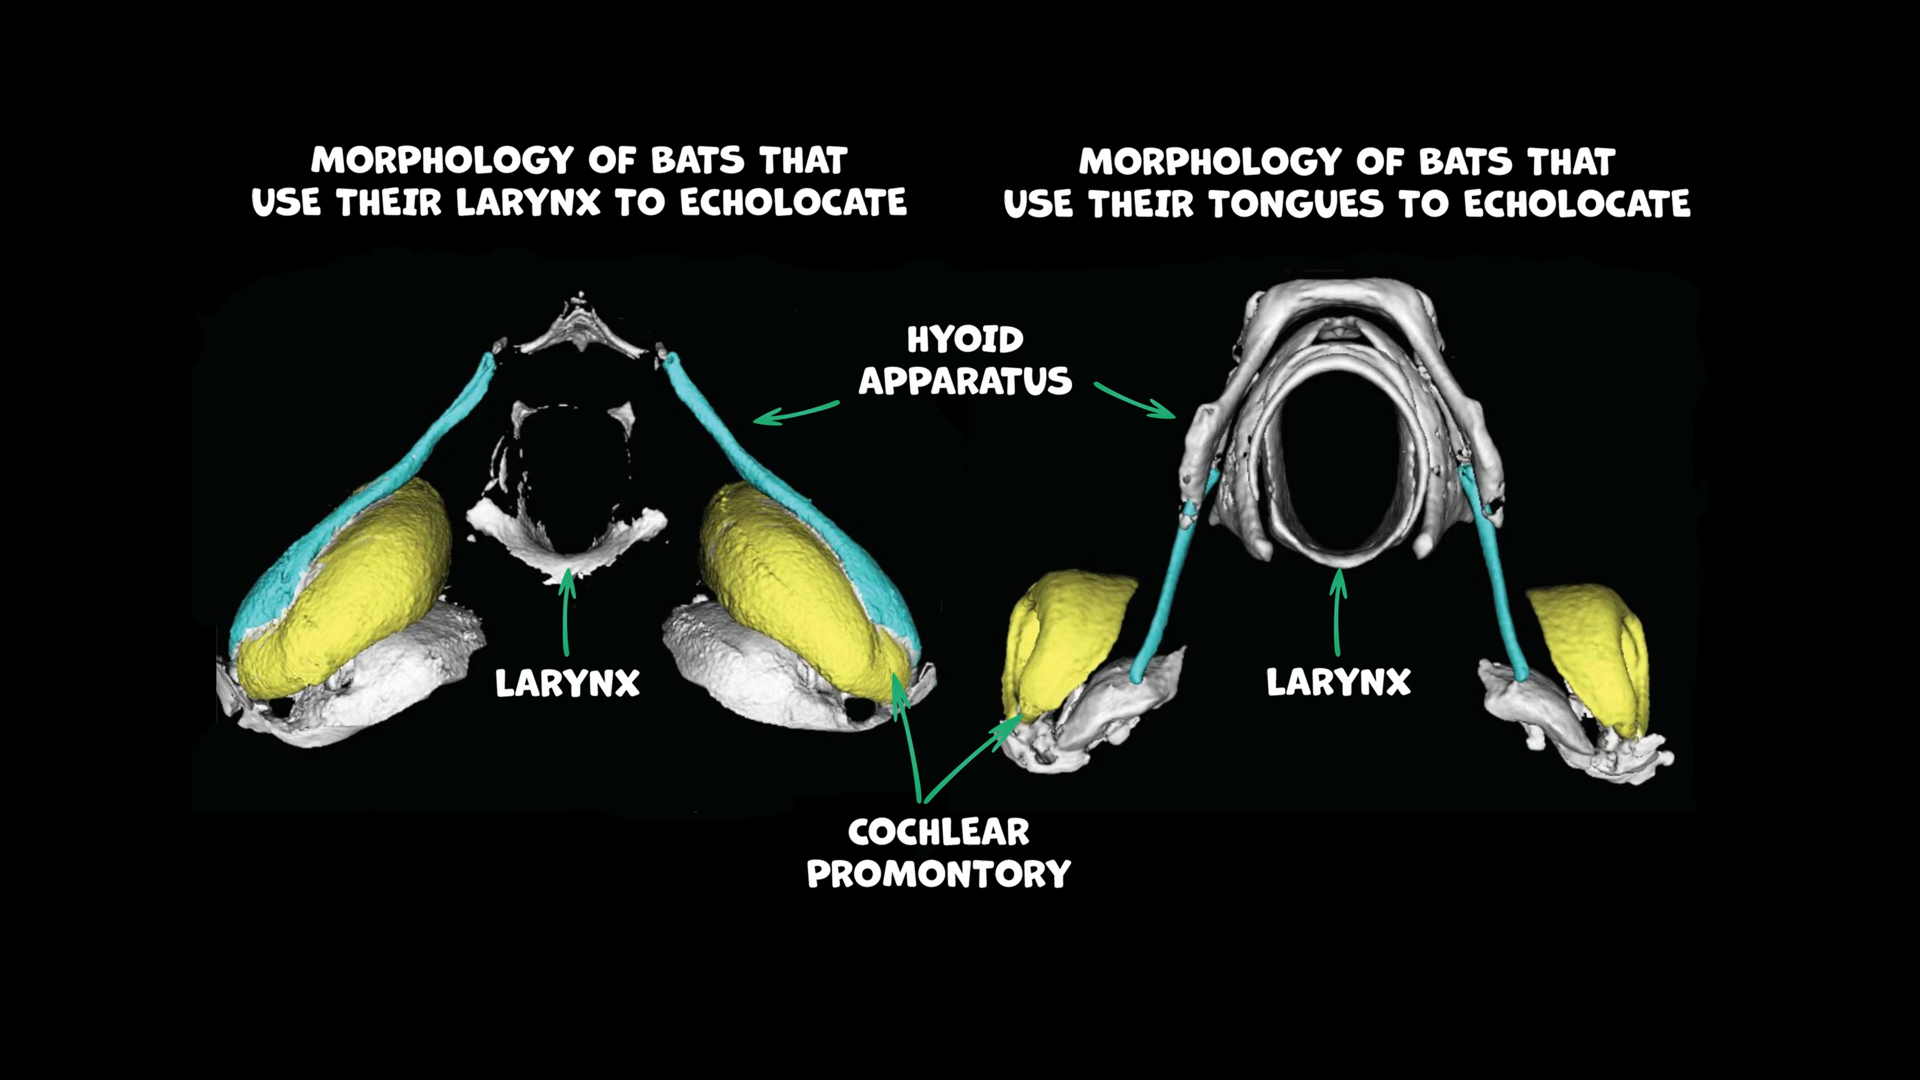 MORPHOLOGY OF BATS THAT
USE THEIR LARYNX TO ECHOLOCATE
MORPHOLOGY OF BATS THAT
USE THEIR TONGUES TO ECHOLOCATE
HYOID
APPARATUS
LARYNX
LARYNX
COCHLEAR
PROMONTORY